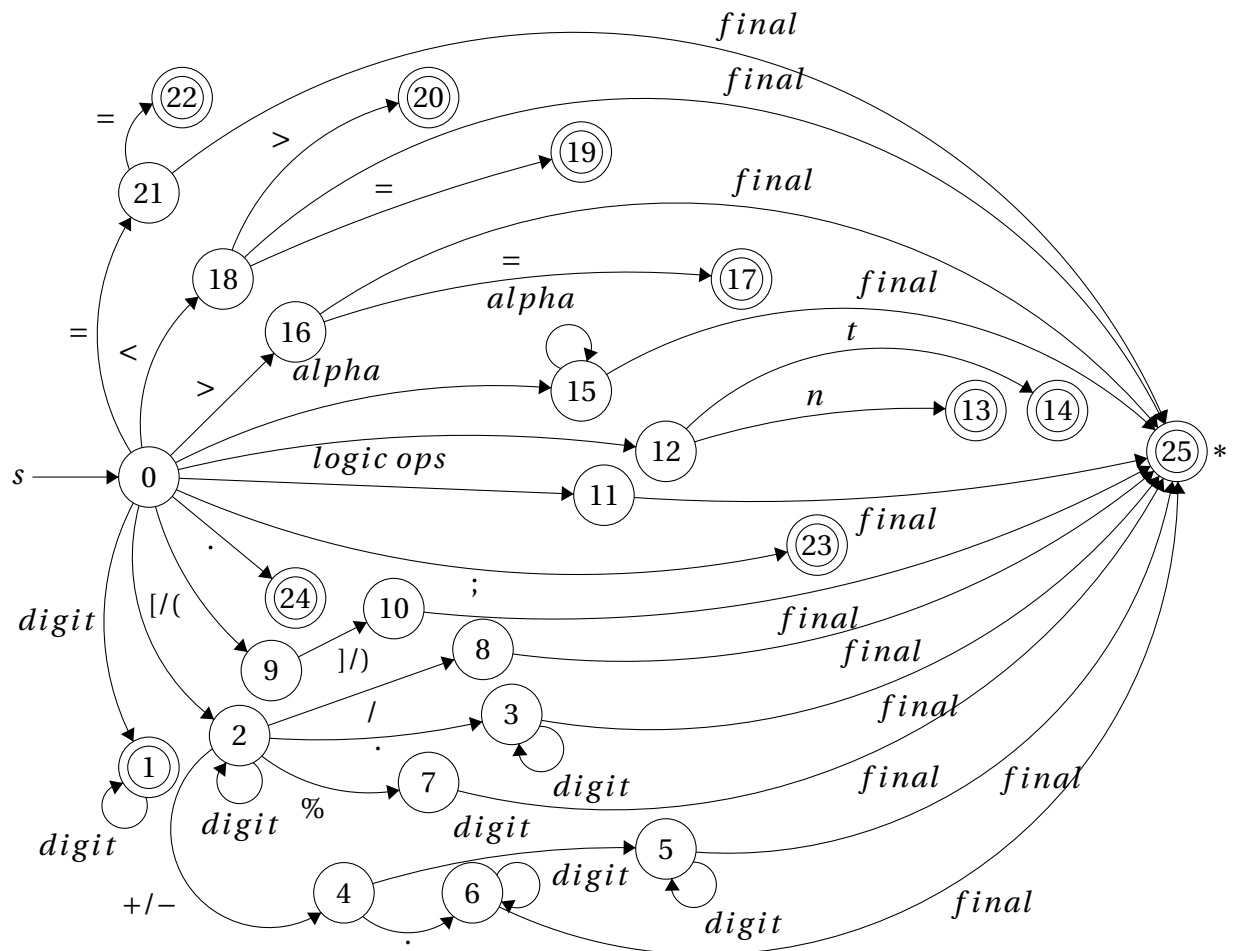 final
final
22
20
=
>
19
21
=
final
18
=
17
final
alpha
16
t
=
<
alpha
15
>
n
13
14
12
25
*
logic ops
s
0
11
final
23
.
;
24
[/(
10
digit
final
]/)
8
final
9
/
3
final
2
.
1
7
digit
final
final
digit
%
digit
digit
5
digit
+/−
4
6
final
digit
.